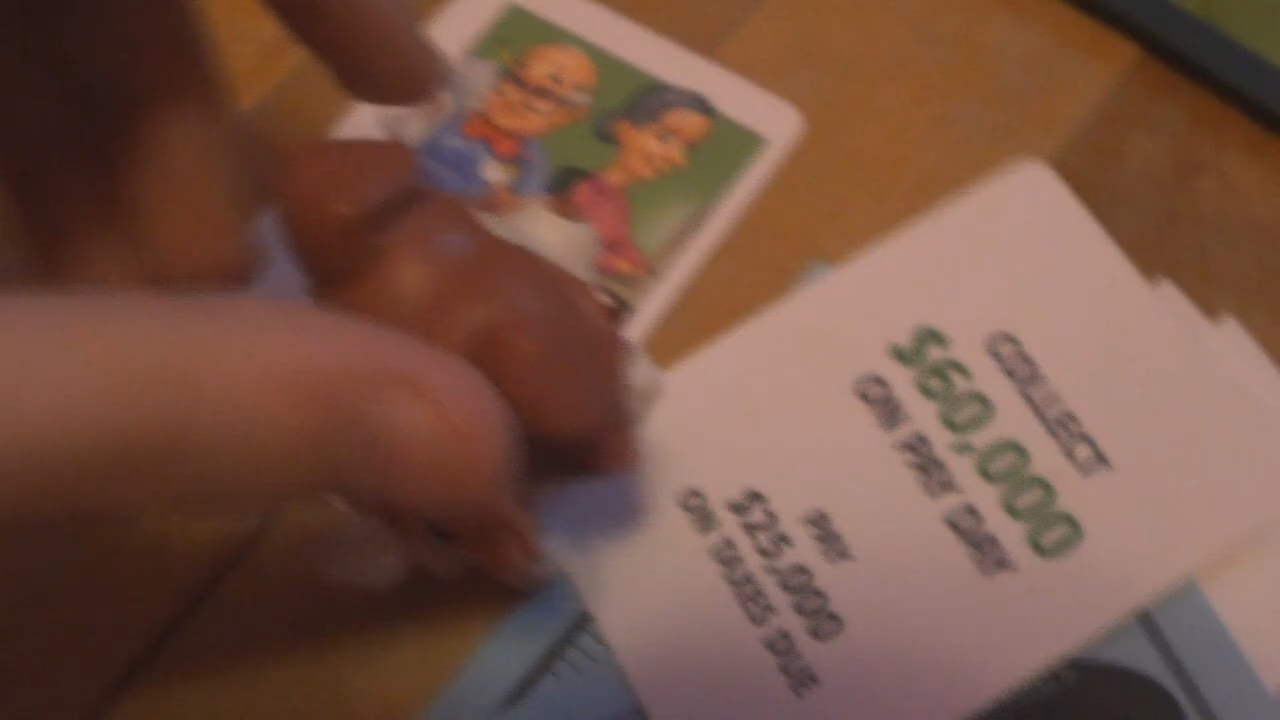 COLLECT
$60,000
ON PAY DAY
PAY
$25,000
ON TAXES DUE